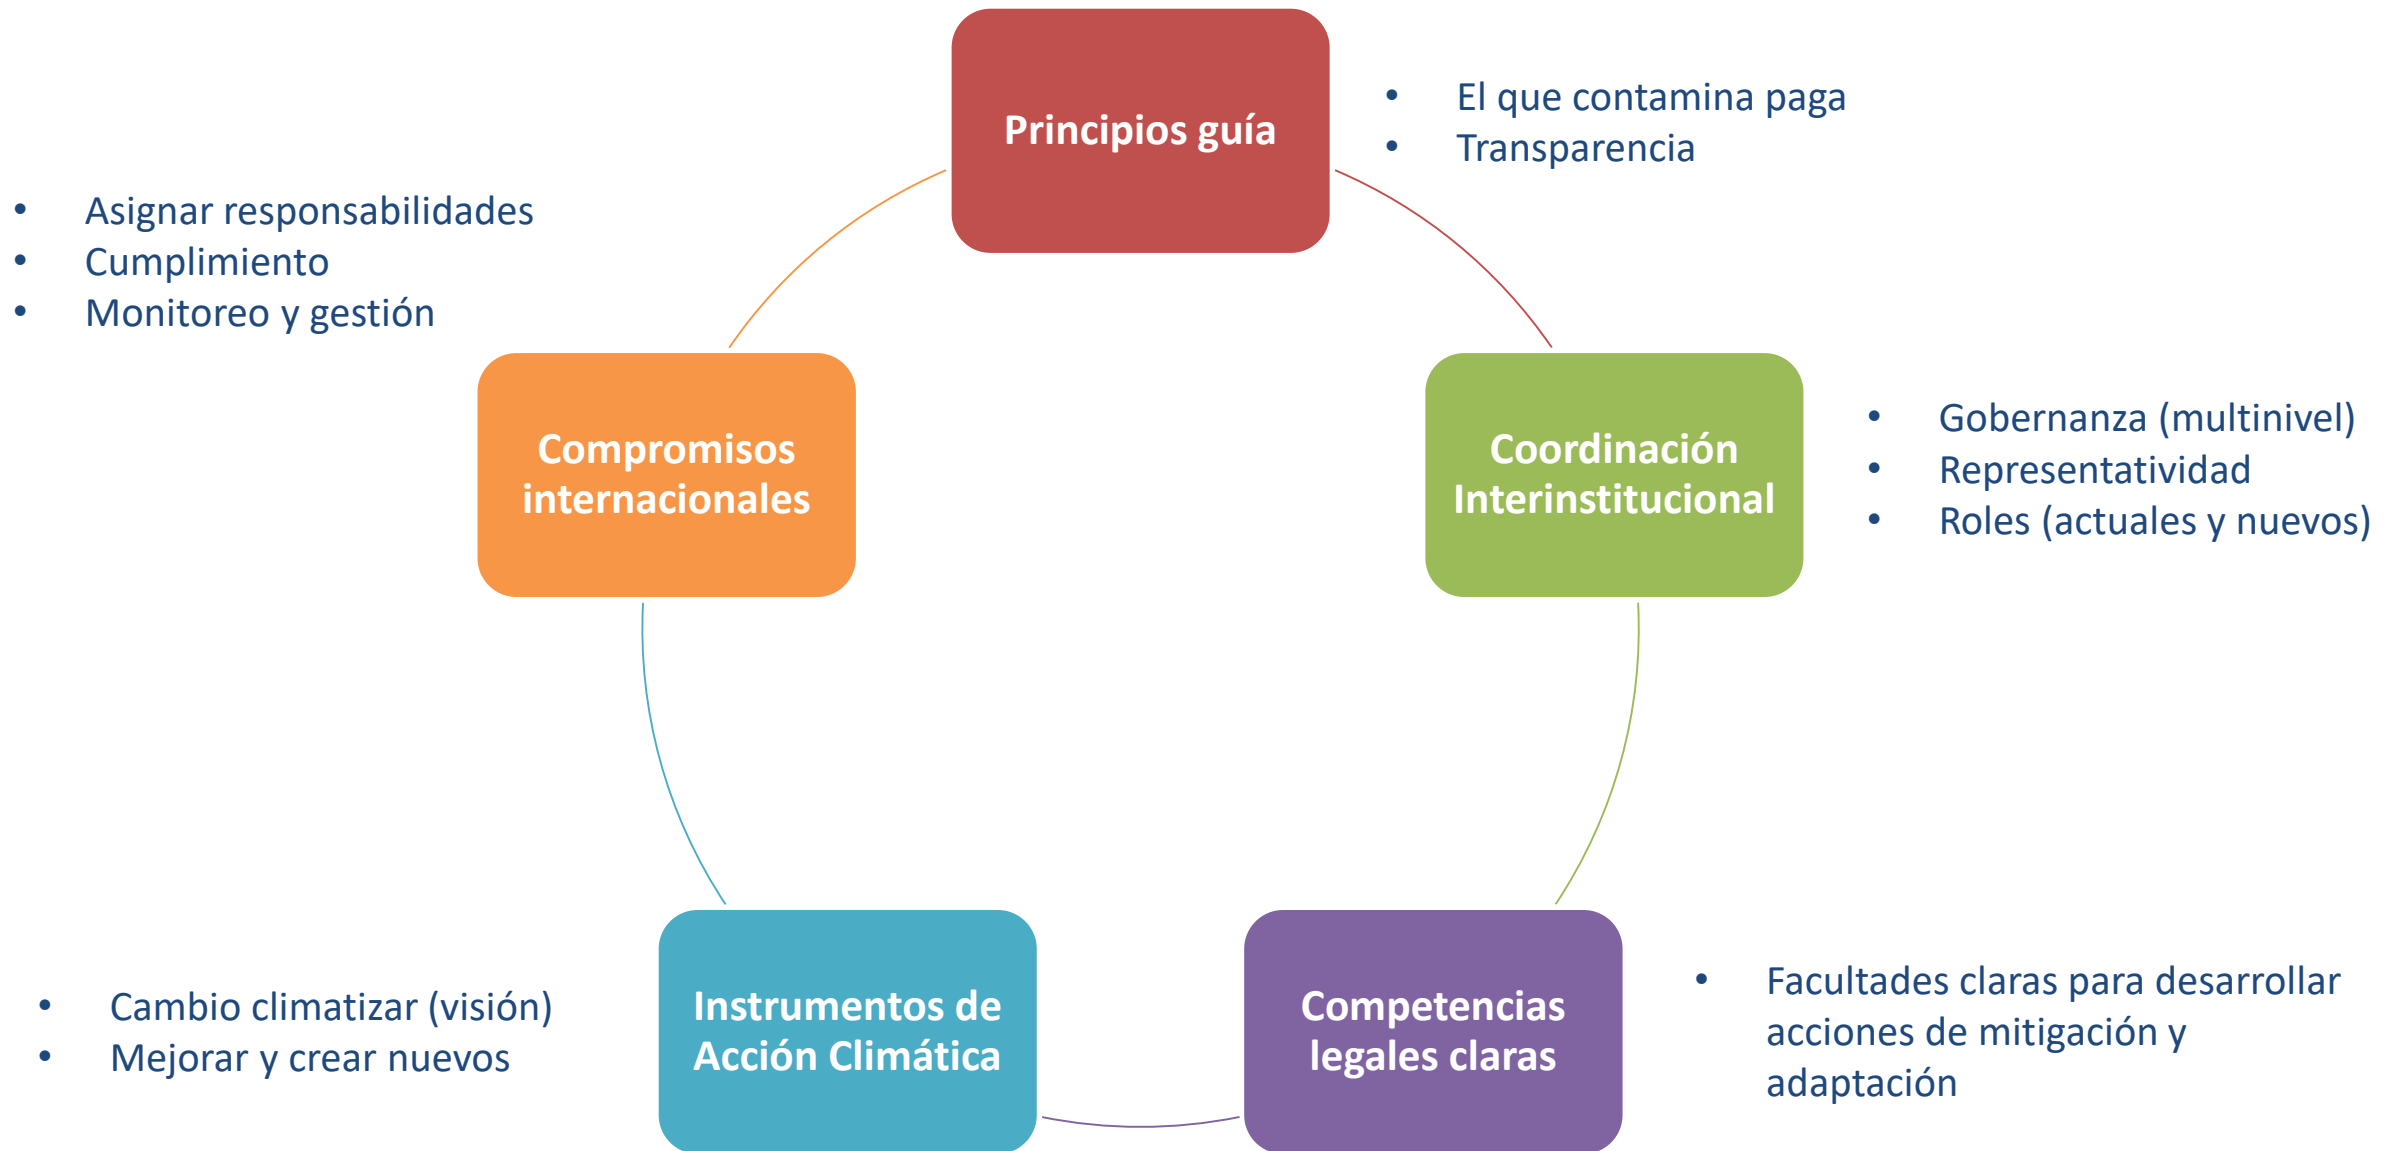 Principios guía
• El que contamina paga
• Transparencia
• Asignar responsabilidades
• Cumplimiento
• Monitoreo y gestión
Compromisos
internacionales
Coordinación
Interinstitucional
• Gobernanza (multinivel)
• Representatividad
• Roles (actuales y nuevos)
• Cambio climatizar (visión)
• Mejorar y crear nuevos
Instrumentos de
Acción Climática
Competencias
legales claras
• Facultades claras para desarrollar
acciones de mitigación y
adaptación